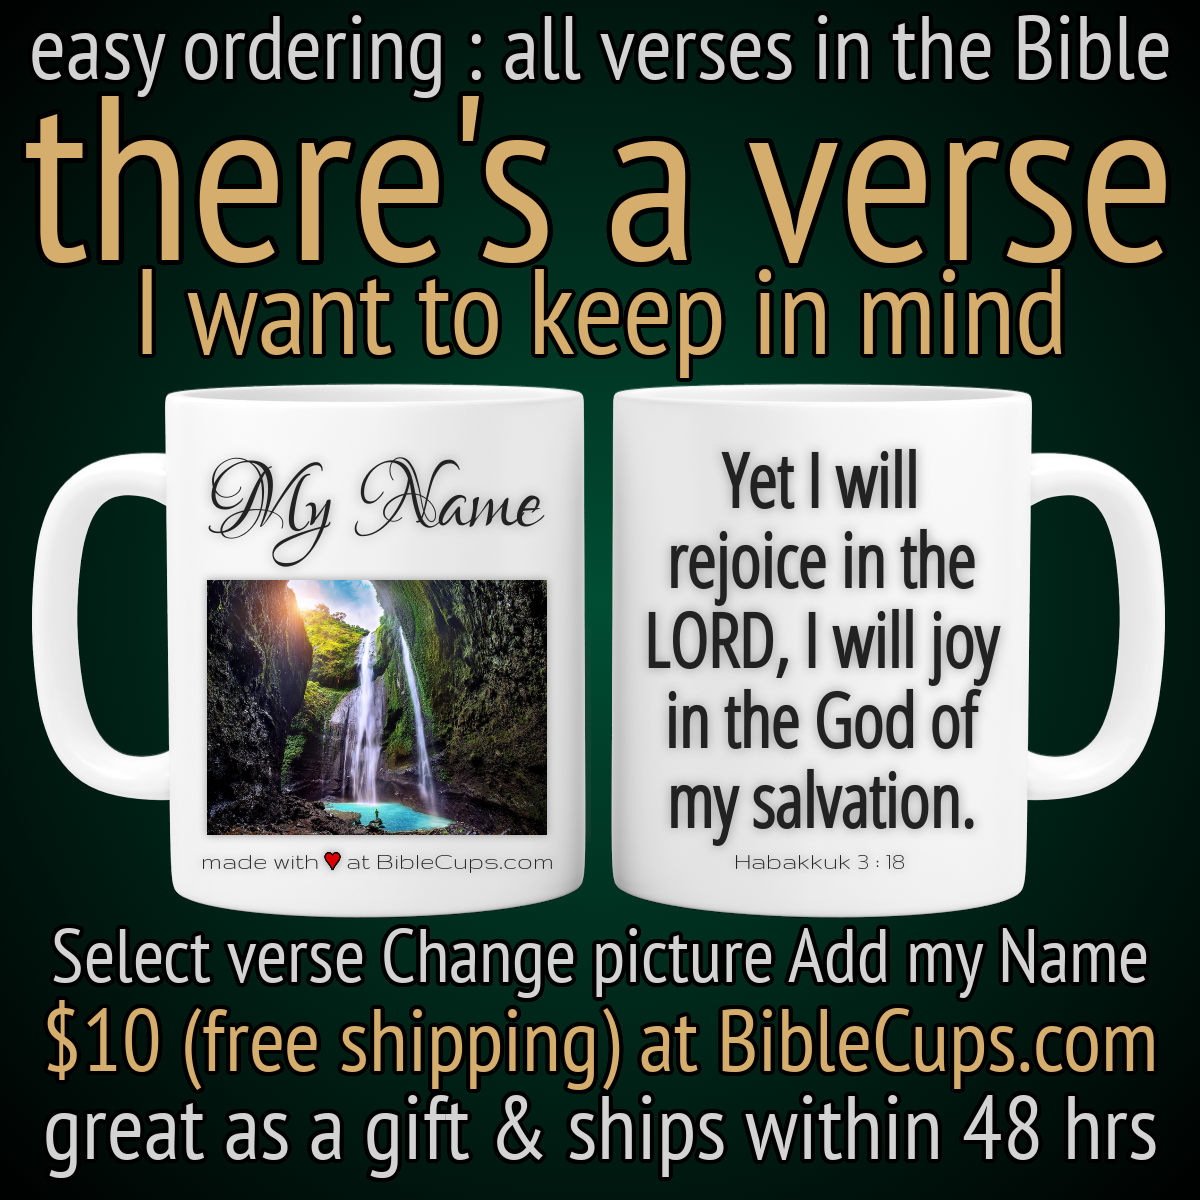 easy ordering : all verses in the Bible
there's a verse
I want to keep in mind
My Name
made with ♥ at BibleCups.com
Yet I will
rejoice in the
LORD, I will joy
in the God of
my salvation.
Habakkuk 3 : 18
Select verse Change picture Add my Name
$10 (free shipping) at BibleCups.com
great as a gift & ships within 48 hrs